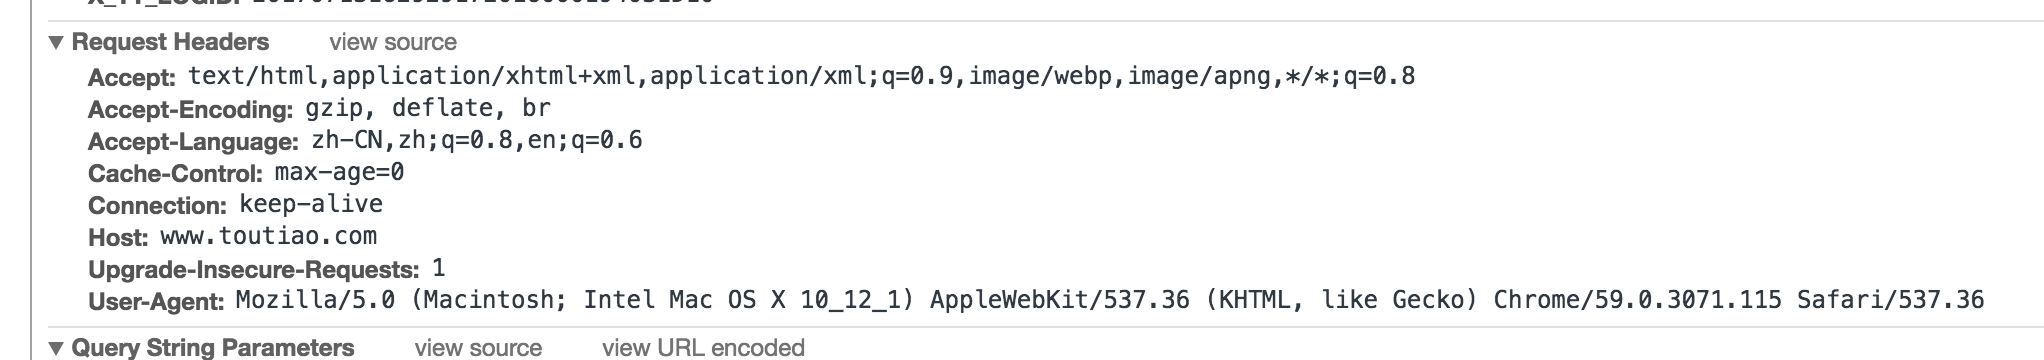 Request Headers view source
Accept: text/html,application/xhtml+xml,application/xml;q=0.9,image/webp,image/apng,*/*;q=0.8
Accept-Encoding: gzip, deflate, br
Accept-Language: zh-CN,zh;q=0.8,en;q=0.6
Cache-Control: max-age=0
Connection: keep-alive
Host: www.toutiao.com
Upgrade-Insecure-Requests: 1
User-Agent: Mozilla/5.0 (Macintosh; Intel Mac OS X 10_12_1) AppleWebKit/537.36 (KHTML, like Gecko) Chrome/59.0.3071.115 Safari/537.36
Query String Parameters view source view URL encoded